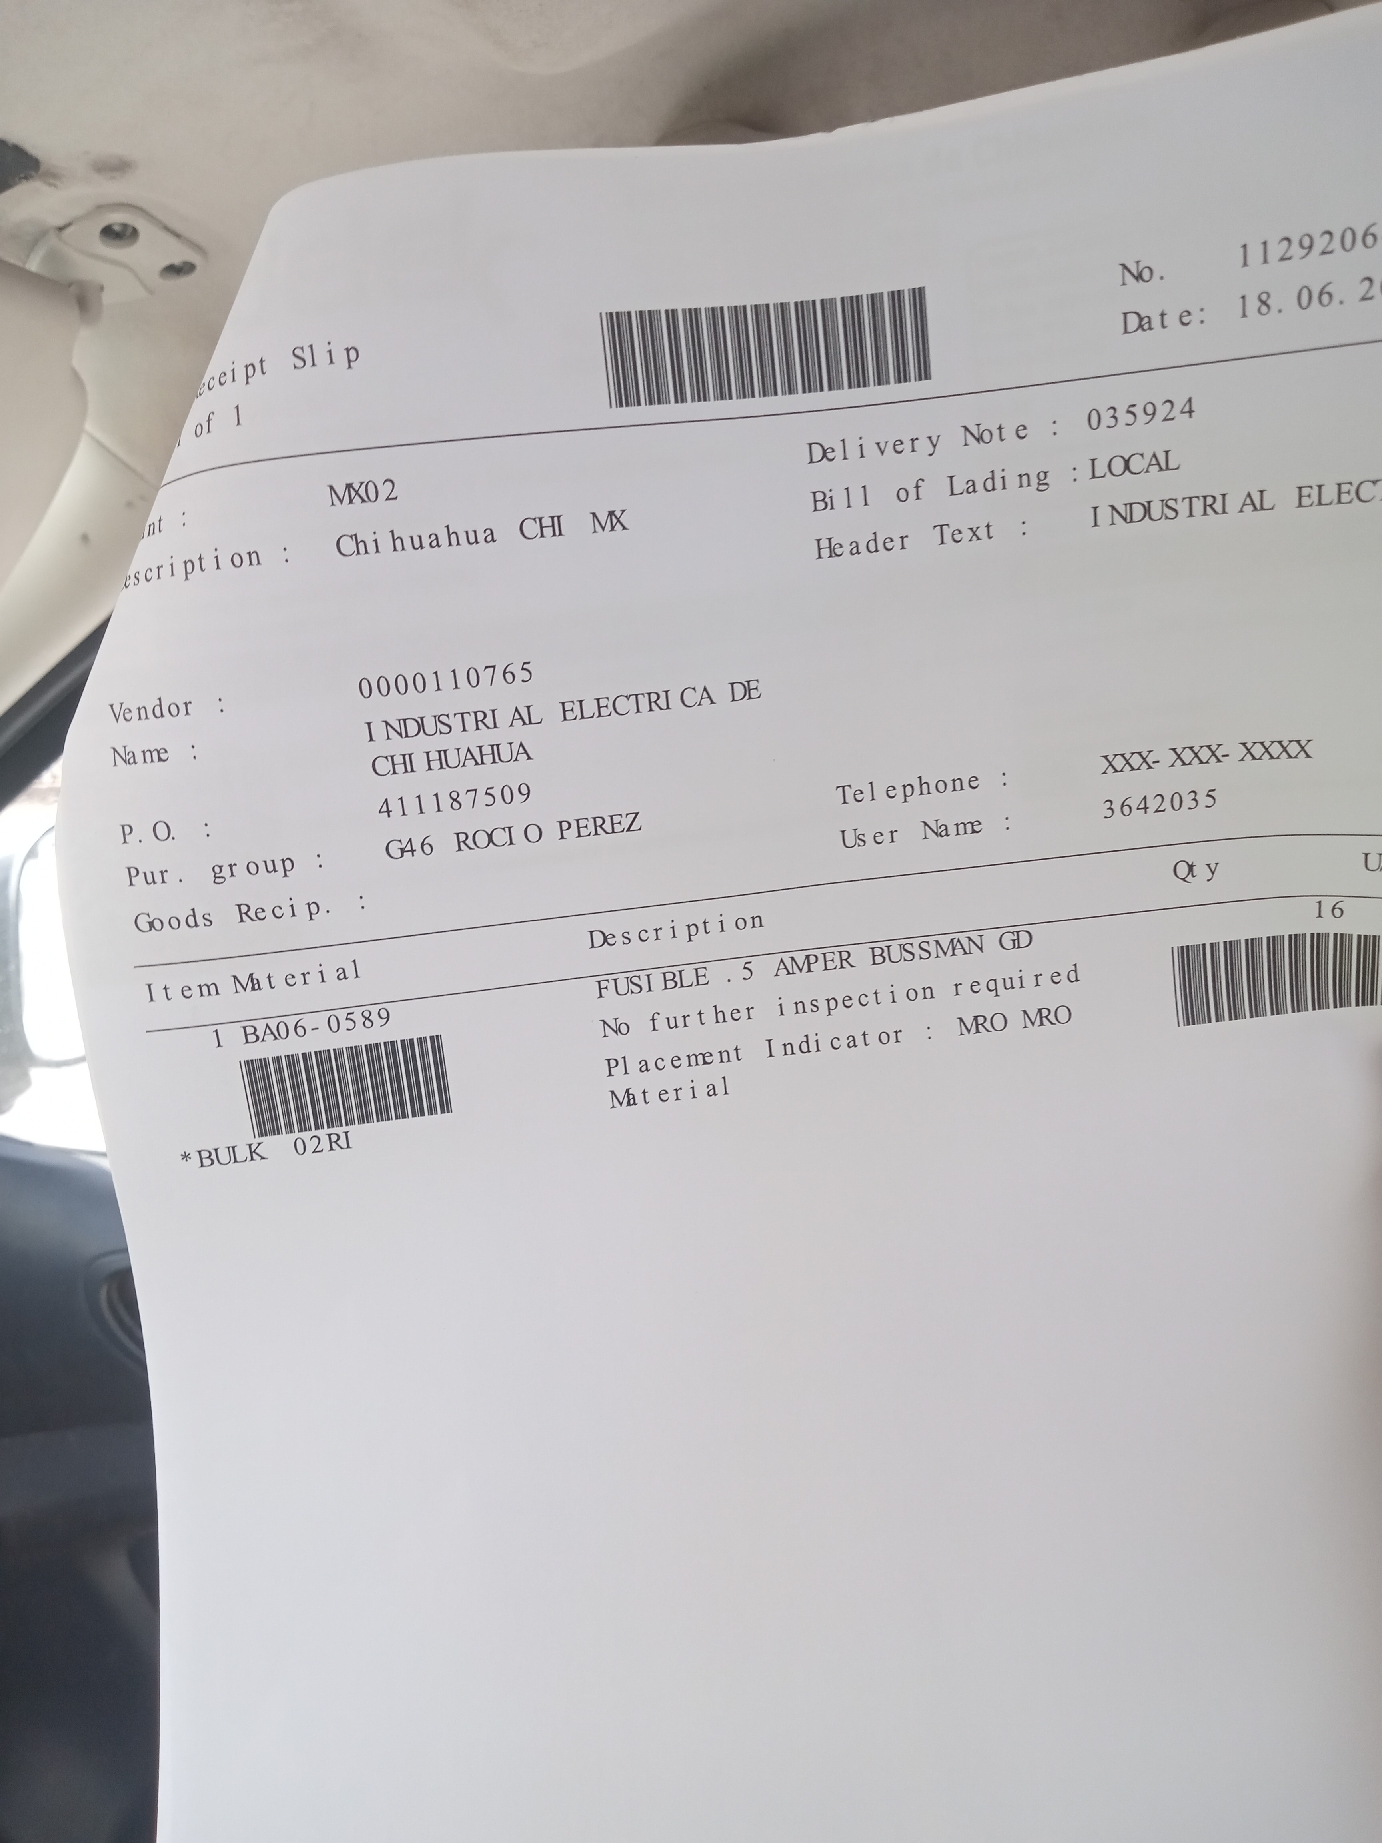 Receipt Slip
of 1
No. 1129206
Date: 18.06.2
MX02
Description : Chihuahua CHI MX
Delivery Note : 035924
Bill of Lading : LOCAL
Header Text : INDUSTRIAL ELEC
Vendor : 0000110765
Name : INDUSTRIAL ELECTRICA DE
CHIHUAHUA
P.O. : 411187509
Pur. group : G46 ROCIO PEREZ
Goods Recip. :
Telephone : XXX-XXX-XXXX
User Name : 3642035
Item Material Description Qty U
1 BA06-0589 FUSIBLE .5 AMPER BUSSMAN GD 16
No further inspection required
Placement Indicator : MRO MRO
Material
*BULK 02RI